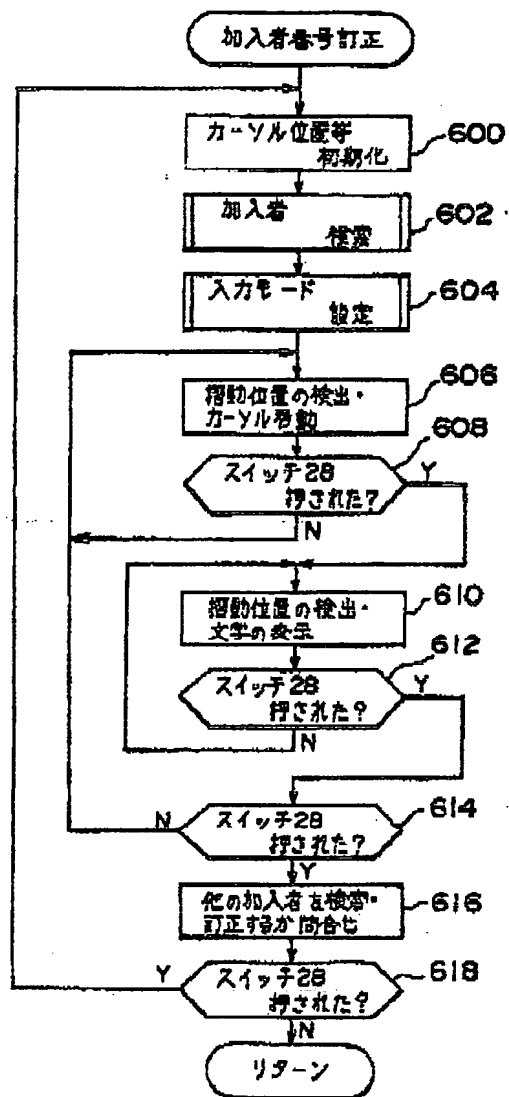 加入者番号訂正
カーソル位置等
初期化
600
加入者
検索
602
入力モード
設定
604
摺動位置の検出・
カーソル移動
606
608
スイッチ28
押された?
Y
N
摺動位置の検出・
文字の表示
610
612
スイッチ28
押された?
Y
N
N
スイッチ28
押された?
614
Y
他の加入者を検索・
訂正するか問合せ
616
Y
スイッチ28
押された?
618
N
リターン